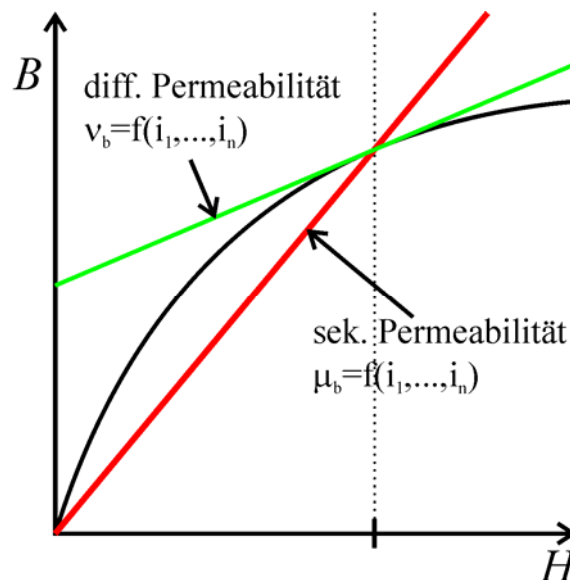 B
diff. Permeabilität
ν_b=f(i_1,...,i_n)
sek. Permeabilität
μ_b=f(i_1,...,i_n)
H